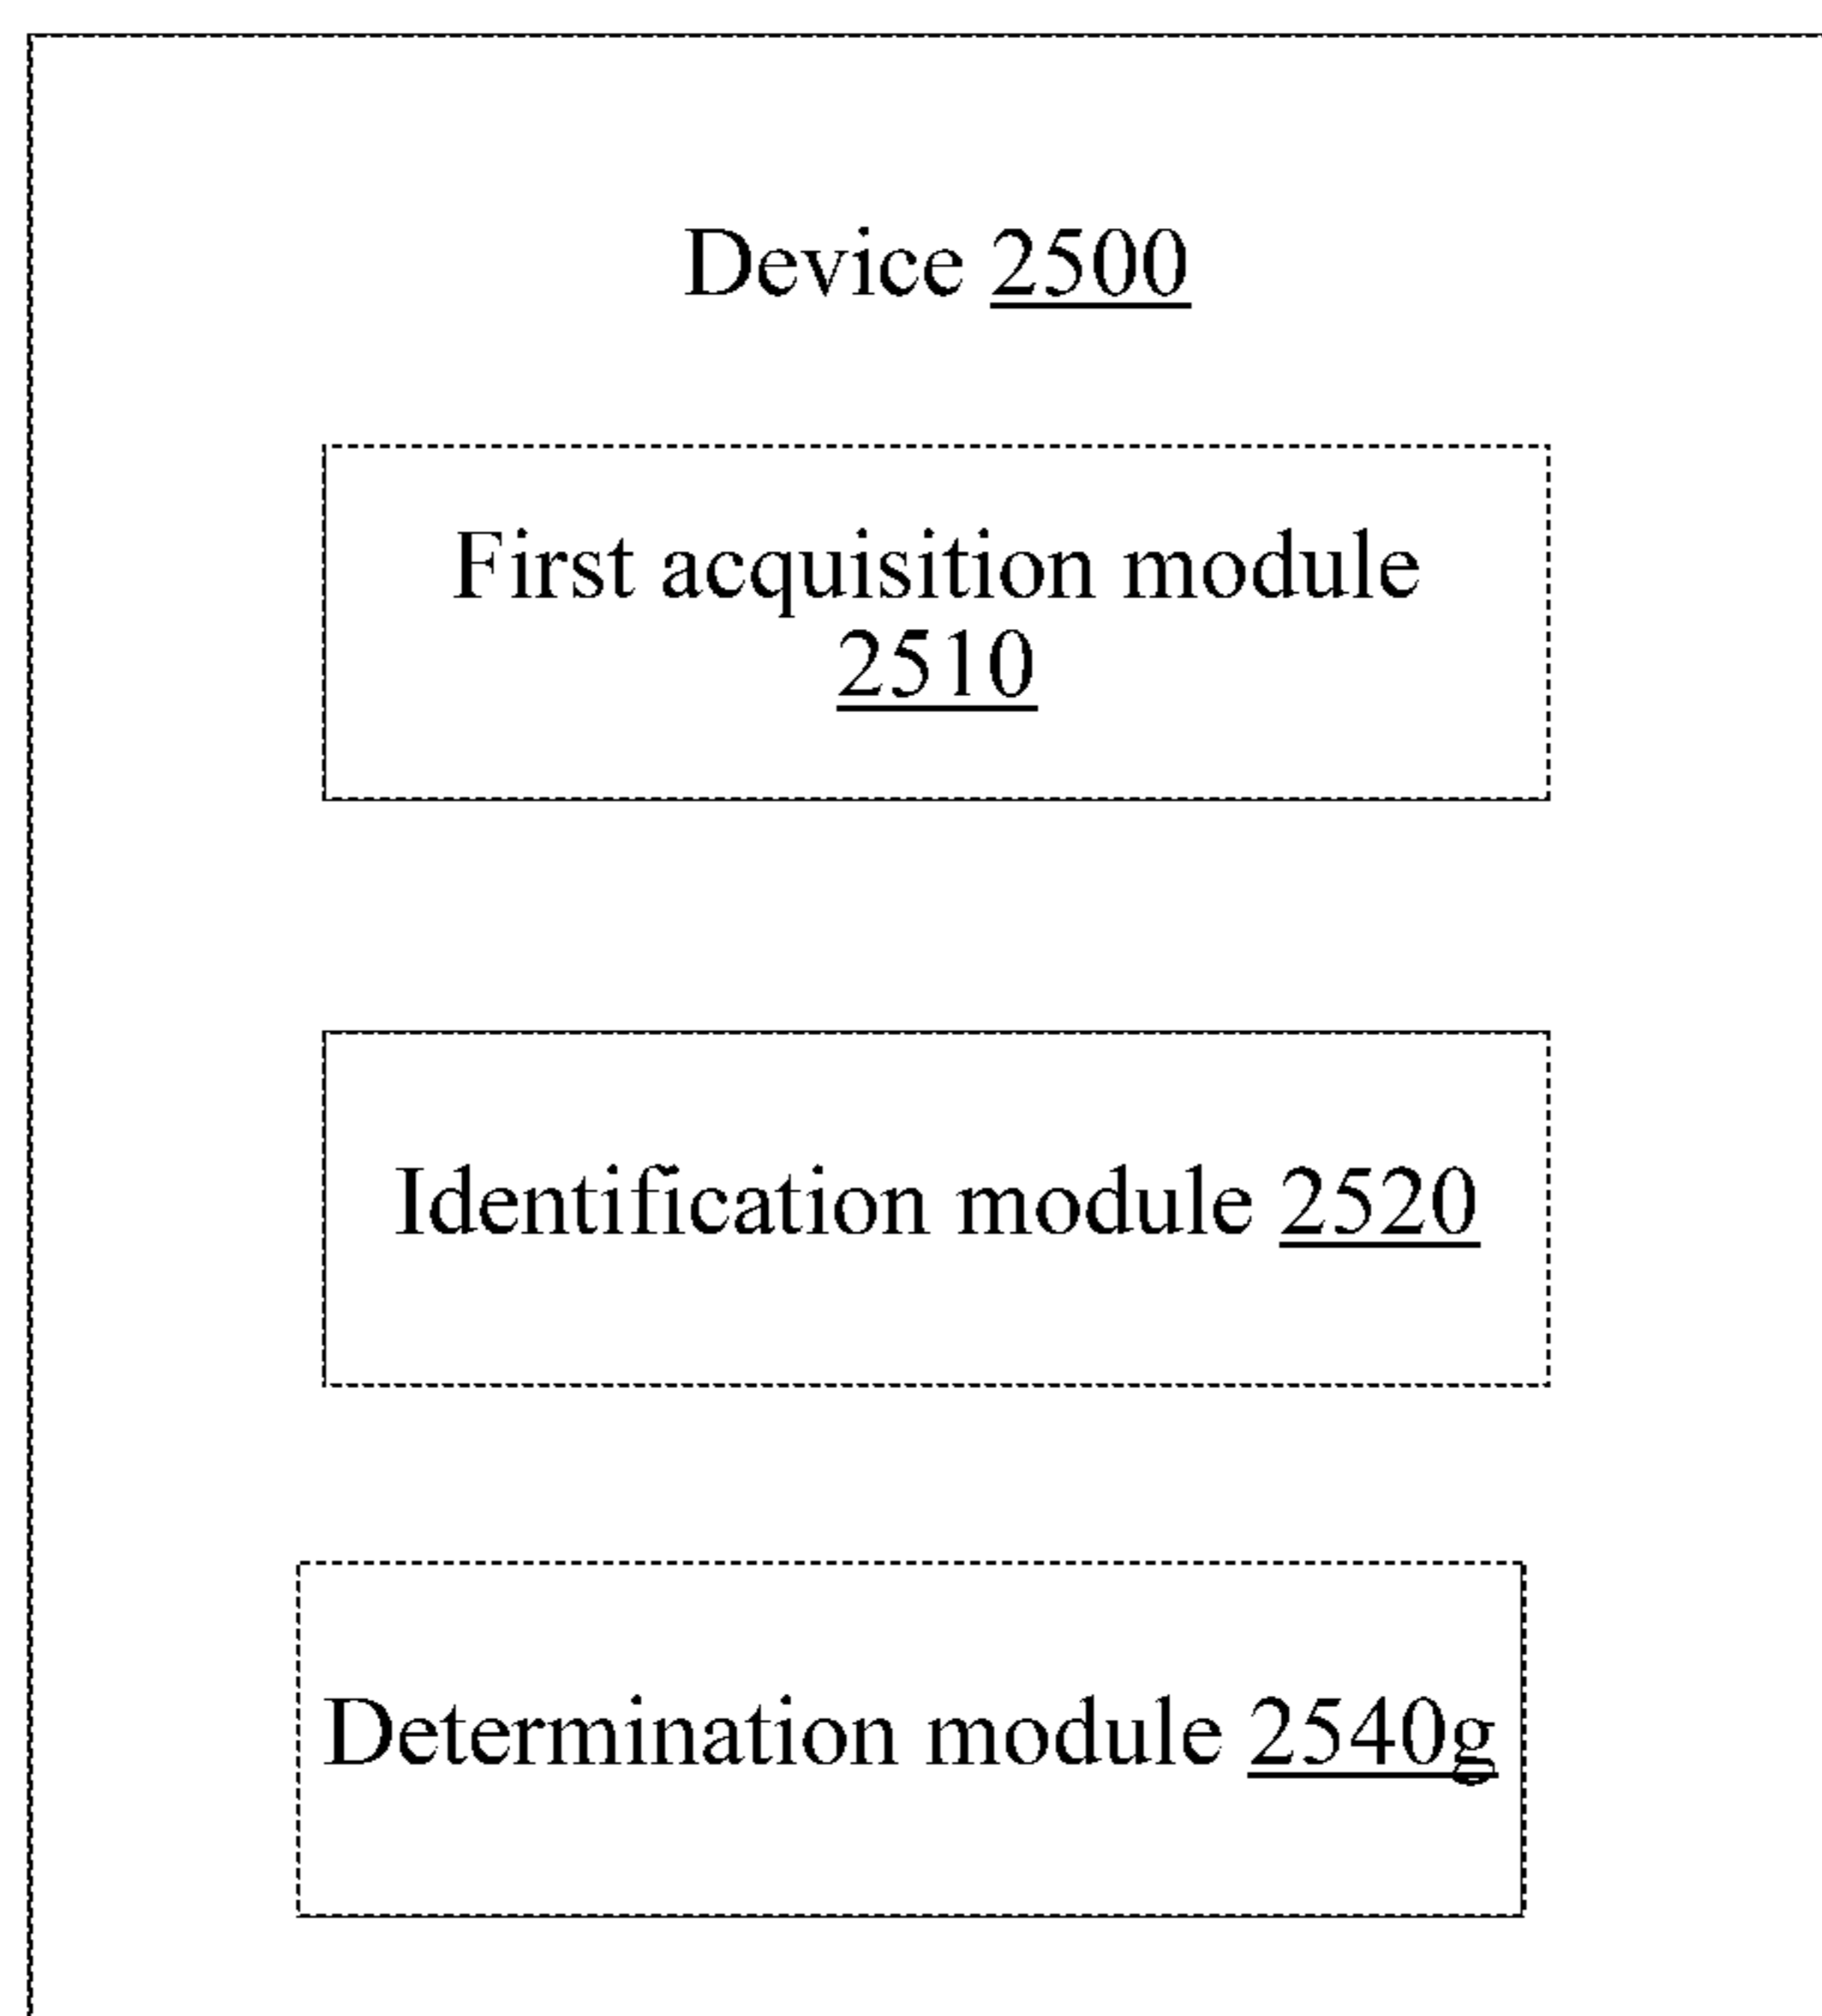 Device 2500
First acquisition module
2510
Identification module 2520
Determination module 2540g